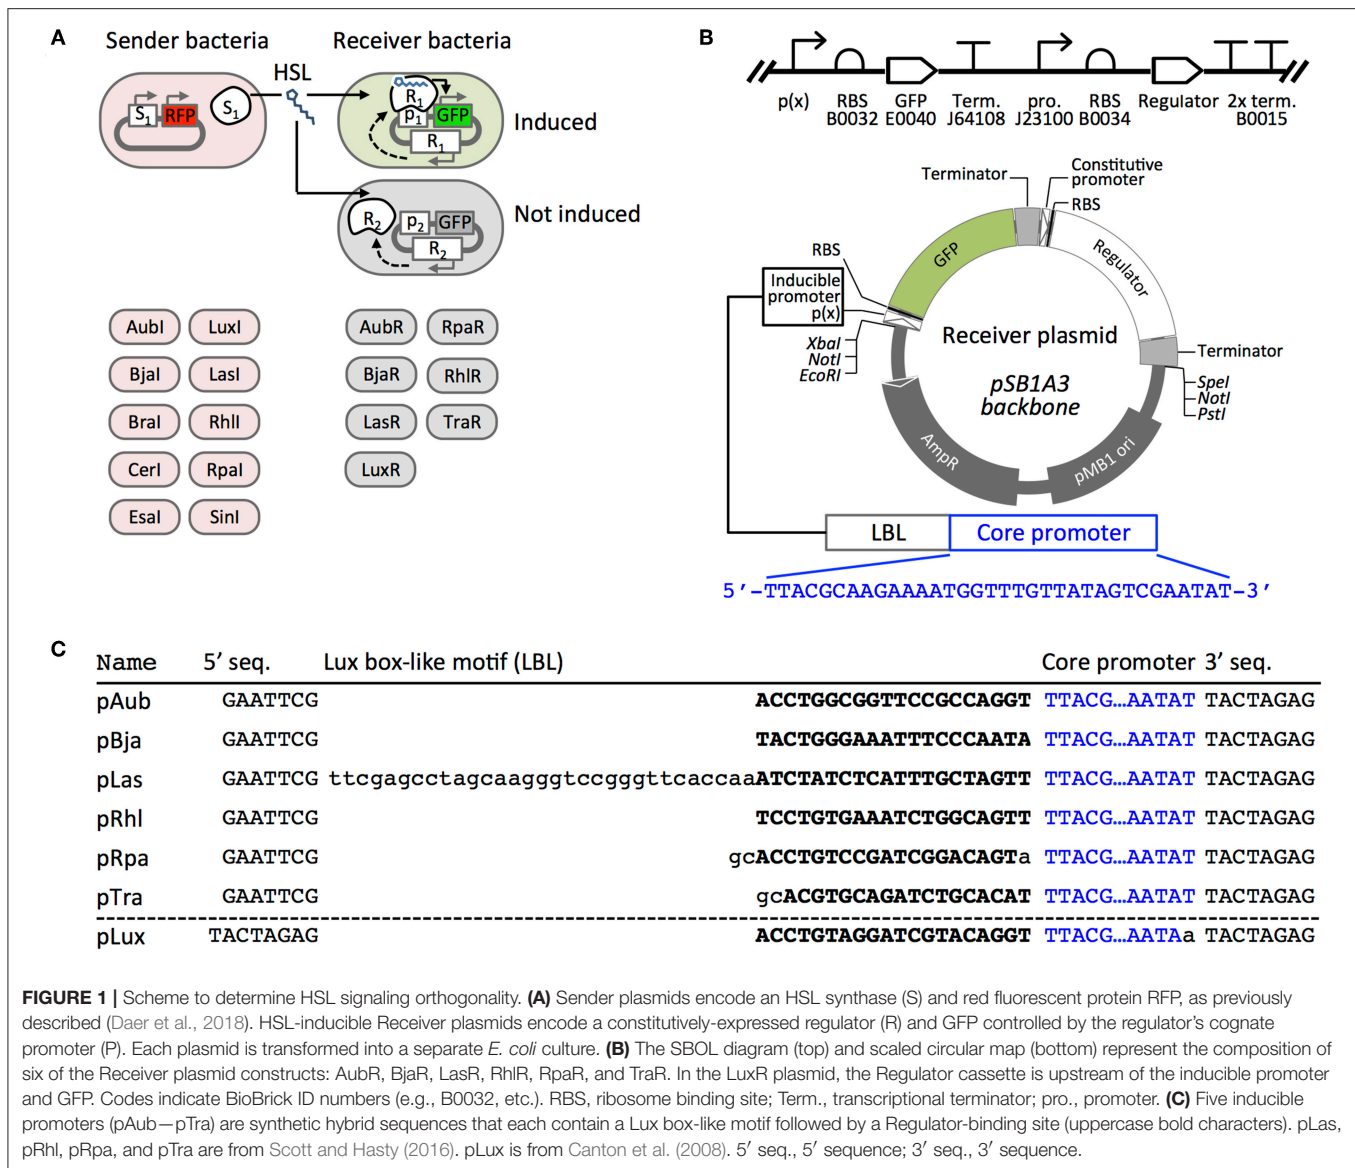 A
Sender bacteria
Receiver bacteria
HSL
S1
RFP
S1
R1
p1
GFP
R1
Induced
R2
p2
GFP
R2
Not induced
AubI
LuxI
BjaI
LasI
BraI
RhlI
CerI
RpaI
EsaI
SinI
AubR
RpaR
BjaR
RhlR
LasR
TraR
LuxR
B
p(x)
RBS
B0032
GFP
E0040
Term.
J64108
pro.
J23100
RBS
B0034
Regulator
2x term.
B0015
Terminator
Constitutive
promoter
RBS
RBS
GFP
Regulator
Inducible
promoter
p(x)
XbaI
NotI
EcoRI
Receiver plasmid
pSB1A3
backbone
Terminator
SpeI
NotI
PstI
AmpR
pMB1 ori
LBL
Core promoter
5′-TTACGCAAGAAAATGGTTTGTTATAGTCGAATAT-3′
C
Name 5′ seq. Lux box-like motif (LBL) Core promoter 3′ seq.
pAub GAATTCG ACCTGGCGGTTCCGCCAGGT TTACG…AATAT TACTAGAG
pBja GAATTCG TACTGGGAAATTTCCCAATA TTACG…AATAT TACTAGAG
pLas GAATTCG ttcgagcctagcaagggtccgggttcaccaaATCTATCTCATTTGCTAGTT TTACG…AATAT TACTAGAG
pRhl GAATTCG TCCTGTGAAATCTGGCAGTT TTACG…AATAT TACTAGAG
pRpa GAATTCG gcACCTGTCCGATCGGACAGTa TTACG…AATAT TACTAGAG
pTra GAATTCG gcACGTGCAGATCTGCACAT TTACG…AATAT TACTAGAG
pLux TACTAGAG ACCTGTAGGATCGTACAGGT TTACG…AATAa TACTAGAG
FIGURE 1 | Scheme to determine HSL signaling orthogonality. (A) Sender plasmids encode an HSL synthase (S) and red fluorescent protein RFP, as previously
described (Daer et al., 2018). HSL-inducible Receiver plasmids encode a constitutively-expressed regulator (R) and GFP controlled by the regulator's cognate
promoter (P). Each plasmid is transformed into a separate E. coli culture. (B) The SBOL diagram (top) and scaled circular map (bottom) represent the composition of
six of the Receiver plasmid constructs: AubR, BjaR, LasR, RhlR, RpaR, and TraR. In the LuxR plasmid, the Regulator cassette is upstream of the inducible promoter
and GFP. Codes indicate BioBrick ID numbers (e.g., B0032, etc.). RBS, ribosome binding site; Term., transcriptional terminator; pro., promoter. (C) Five inducible
promoters (pAub—pTra) are synthetic hybrid sequences that each contain a Lux box-like motif followed by a Regulator-binding site (uppercase bold characters). pLas,
pRhl, pRpa, and pTra are from Scott and Hasty (2016). pLux is from Canton et al. (2008). 5′ seq., 5′ sequence; 3′ seq., 3′ sequence.